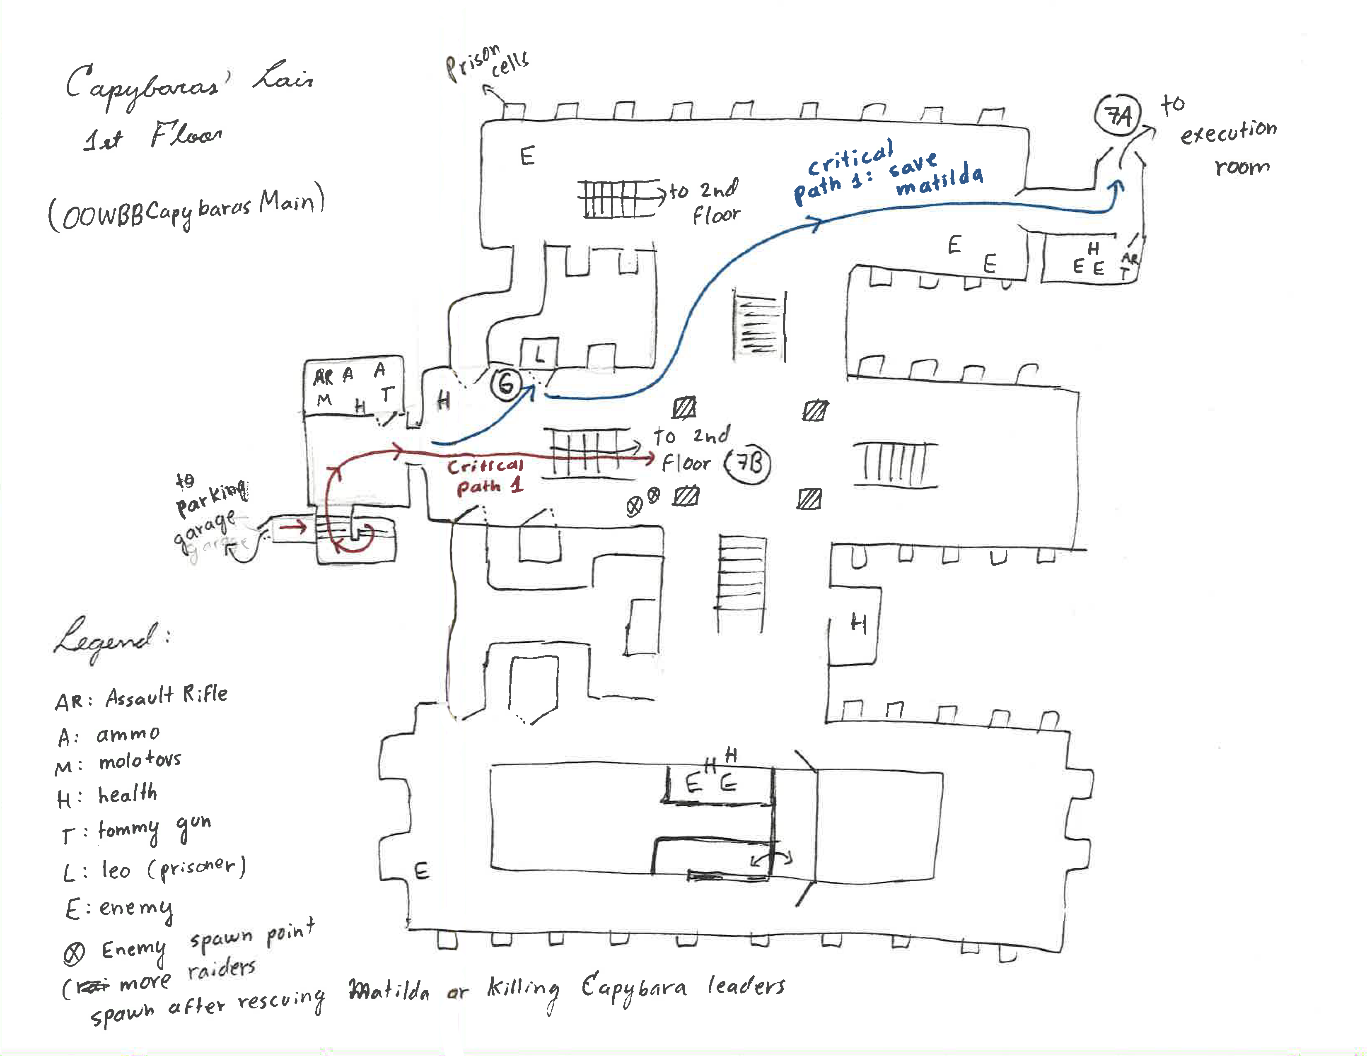 Capybaras' Lair
1st Floor
(OOWBBCapybarasMain)
Prison
cells
E
to 2nd
Floor
critical
path 1: save
matilda
7A
to
execution
room
E
E
H
E E
AR
T
L
6
AR A A
M H T
H
to 2nd
Floor 7B
Critical
path 1
to
parking
garage
garage
H
H H
E E
E
Legend:
AR: Assault Rifle
A: ammo
M: molotovs
H: health
T: tommy gun
L: leo (prisoner)
E: enemy
⊗ Enemy spawn point
(more raiders
spawn after rescuing Matilda or killing Capybara leaders